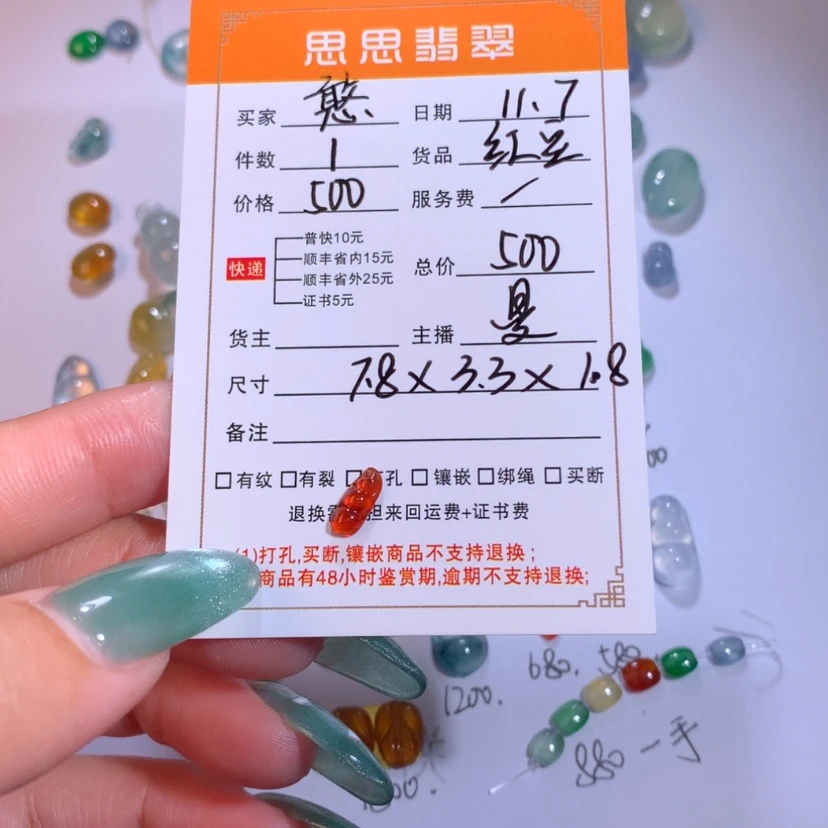 思思翡翠
买家 憨 日期 11.7
件数 1 货品 红豆
价格 500 服务费 /
快递
普快10元
顺丰省内15元
顺丰省外25元
证书5元
总价 500
货主 主播 曼
尺寸 7.8×3.3×1.8
备注
□有纹 □有裂 □ 孔 □镶嵌 □绑绳 □买断
退换 担来回运费+证书费
(1)打孔,买断,镶嵌商品不支持退换;
商品有48小时鉴赏期,逾期不支持退换;
680. 580
1200.
880一手